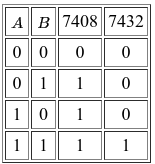 A B 7408 7432
0 0 0 0
0 1 1 0
1 0 1 0
1 1 1 1